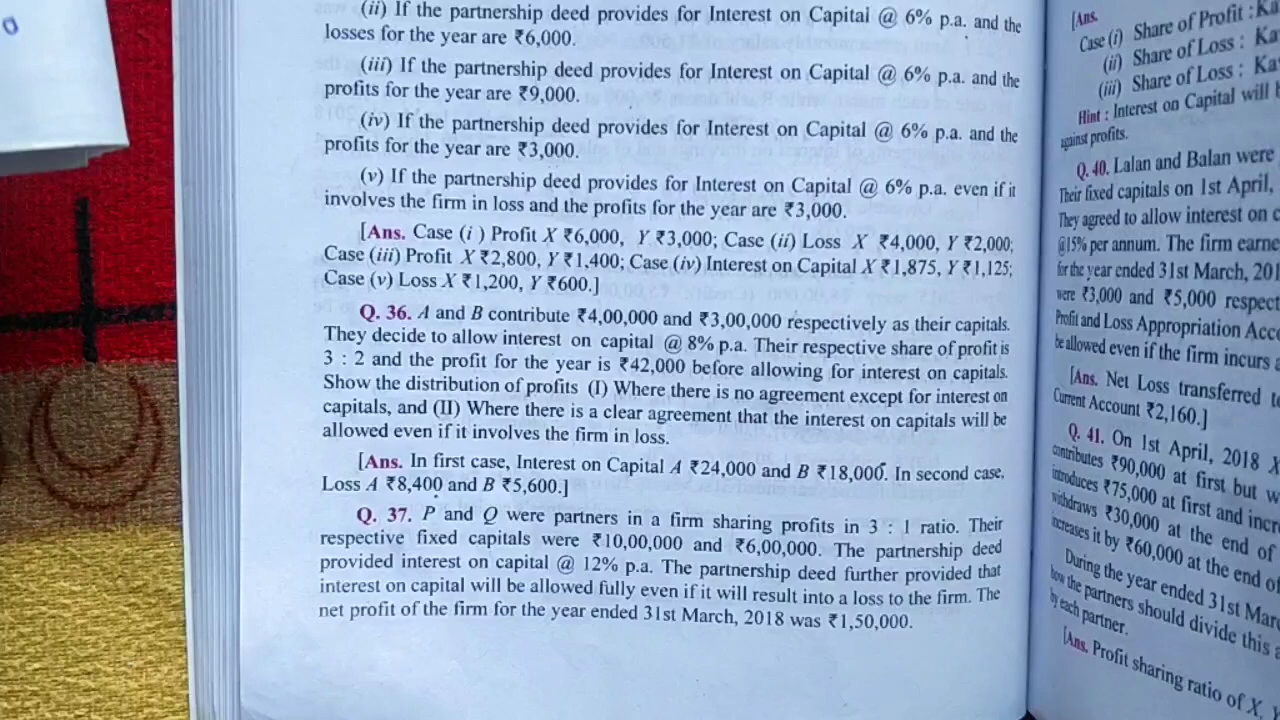 (ii) If the partnership deed provides for Interest on Capital @ 6% p.a. and the
losses for the year are ₹6,000.
(iii) If the partnership deed provides for Interest on Capital @ 6% p.a. and the
profits for the year are ₹9,000.
(iv) If the partnership deed provides for Interest on Capital @ 6% p.a. and the
profits for the year are ₹3,000.
(v) If the partnership deed provides for Interest on Capital @ 6% p.a. even if it
involves the firm in loss and the profits for the year are ₹3,000.
[Ans. Case (i ) Profit X ₹6,000, Y ₹3,000; Case (ii) Loss X ₹4,000, Y ₹2,000;
Case (iii) Profit X ₹2,800, Y ₹1,400; Case (iv) Interest on Capital X ₹1,875, Y ₹1,125;
Case (v) Loss X ₹1,200, Y ₹600.]
Q. 36. A and B contribute ₹4,00,000 and ₹3,00,000 respectively as their capitals.
They decide to allow interest on capital @ 8% p.a. Their respective share of profit is
3 : 2 and the profit for the year is ₹42,000 before allowing for interest on capitals.
Show the distribution of profits (I) Where there is no agreement except for interest on
capitals, and (II) Where there is a clear agreement that the interest on capitals will be
allowed even if it involves the firm in loss.
[Ans. In first case, Interest on Capital A ₹24,000 and B ₹18,000. In second case,
Loss A ₹8,400 and B ₹5,600.]
Q. 37. P and Q were partners in a firm sharing profits in 3 : 1 ratio. Their
respective fixed capitals were ₹10,00,000 and ₹6,00,000. The partnership deed
provided interest on capital @ 12% p.a. The partnership deed further provided that
interest on capital will be allowed fully even if it will result into a loss to the firm. The
net profit of the firm for the year ended 31st March, 2018 was ₹1,50,000.
[Ans.
Case (i) Share of Profit :
(ii) Share of Loss :
(iii) Share of Loss :
Hint : Interest on Capital will
against profits.
Q. 40. Lalan and Balan were
Their fixed capitals on 1st April,
They agreed to allow interest on
@15% per annum. The firm
for the year ended 31st March,
were ₹3,000 and ₹5,000
Profit and Loss Appropriation
be allowed even if the firm incurs
[Ans. Net Loss transferred
Current Account ₹2,160.]
Q. 41. On 1st April, 2018 X
contributes ₹90,000 at first but
introduces ₹75,000 at first and
withdraws ₹30,000 at the end of
increases it by ₹60,000 at the end
During the year ended 31st
how the partners should divide this
by each partner.
[Ans. Profit sharing ratio of X,